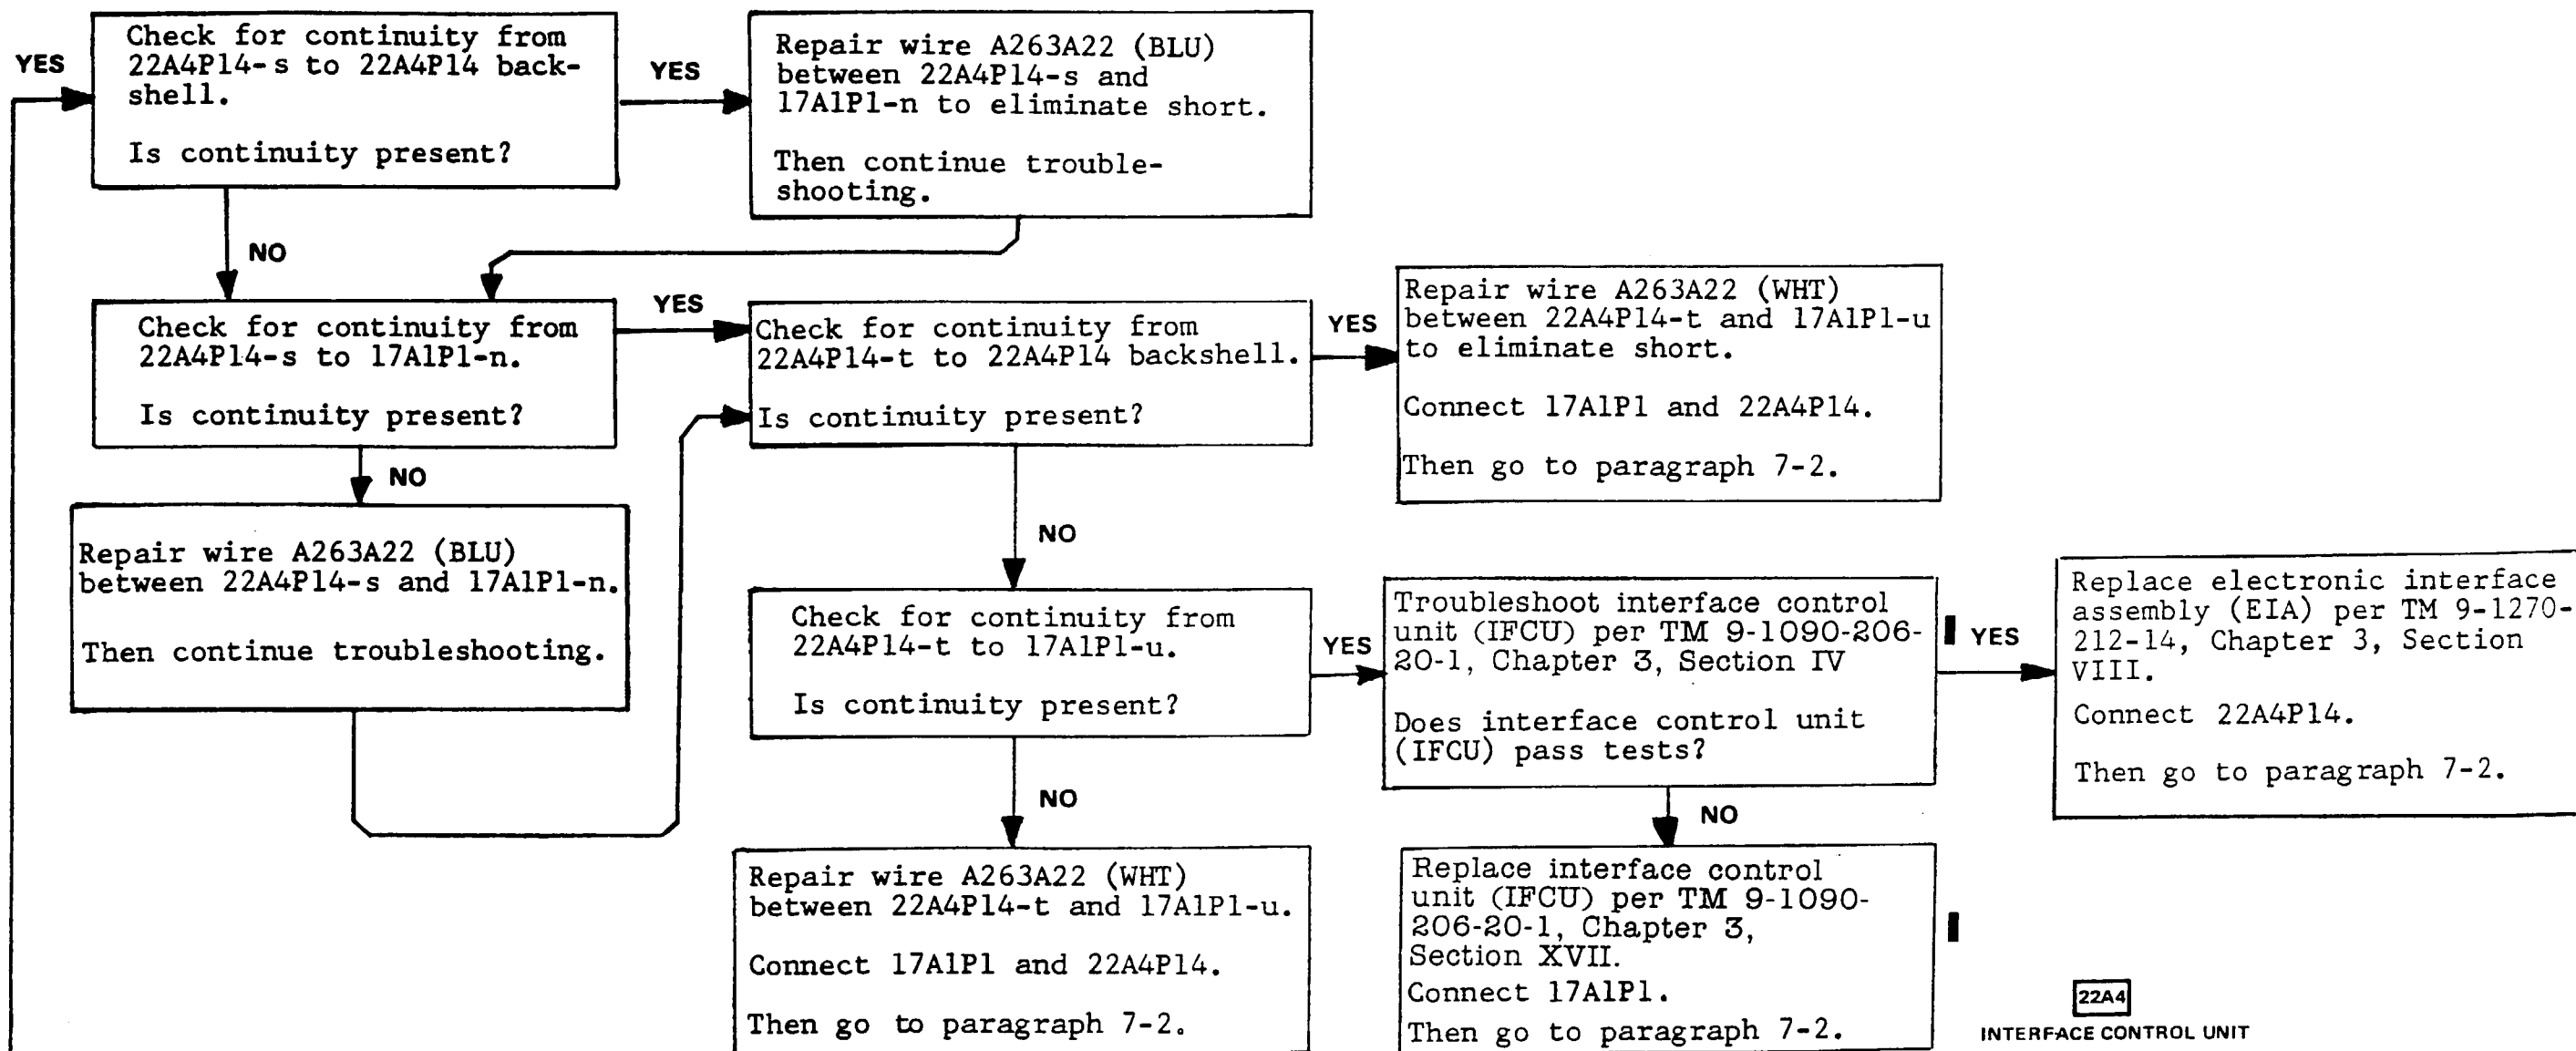 YES
Check for continuity from
22A4P14-s to 22A4P14 back-
shell.
Is continuity present?
YES
Repair wire A263A22 (BLU)
between 22A4P14-s and
17A1P1-n to eliminate short.
Then continue trouble-
shooting.
NO
Check for continuity from
22A4P14-s to 17A1P1-n.
Is continuity present?
YES
Check for continuity from
22A4P14-t to 22A4P14 backshell.
Is continuity present?
YES
Repair wire A263A22 (WHT)
between 22A4P14-t and 17A1P1-u
to eliminate short.
Connect 17A1P1 and 22A4P14.
Then go to paragraph 7-2.
NO
Repair wire A263A22 (BLU)
between 22A4P14-s and 17A1P1-n.
Then continue troubleshooting.
NO
Check for continuity from
22A4P14-t to 17A1P1-u.
Is continuity present?
YES
Troubleshoot interface control
unit (IFCU) per TM 9-1090-206-
20-1, Chapter 3, Section IV
Does interface control unit
(IFCU) pass tests?
YES
Replace electronic interface
assembly (EIA) per TM 9-1270-
212-14, Chapter 3, Section
VIII.
Connect 22A4P14.
Then go to paragraph 7-2.
NO
Repair wire A263A22 (WHT)
between 22A4P14-t and 17A1P1-u.
Connect 17A1P1 and 22A4P14.
Then go to paragraph 7-2.
NO
Replace interface control
unit (IFCU) per TM 9-1090-
206-20-1, Chapter 3,
Section XVII.
Connect 17A1P1.
Then go to paragraph 7-2.
22A4
INTERFACE CONTROL UNIT